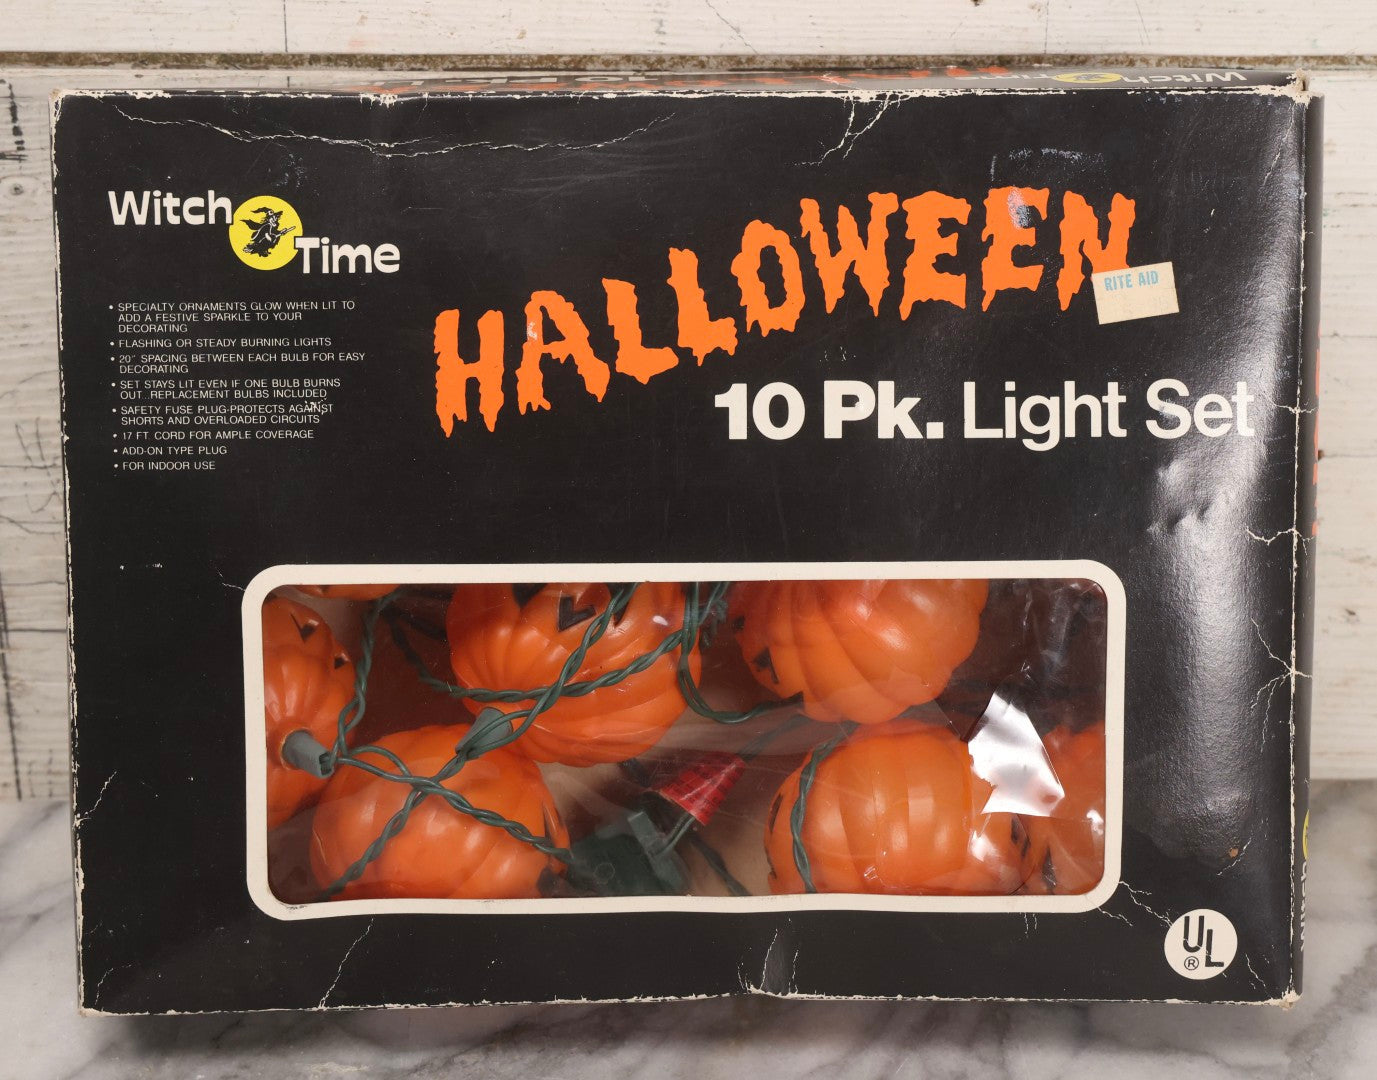 Witch Time
Witch
Time
HALLOWEEN
RITE AID
10 Pk. Light Set
• SPECIALTY ORNAMENTS GLOW WHEN LIT TO
ADD A FESTIVE SPARKLE TO YOUR
DECORATING
• FLASHING OR STEADY BURNING LIGHTS
• 20" SPACING BETWEEN EACH BULB FOR EASY
DECORATING
• SET STAYS LIT EVEN IF ONE BULB BURNS
OUT...REPLACEMENT BULBS INCLUDED
• SAFETY FUSE PLUG-PROTECTS AGAINST
SHORTS AND OVERLOADED CIRCUITS
• 17 FT. CORD FOR AMPLE COVERAGE
• ADD-ON TYPE PLUG
• FOR INDOOR USE
UL
®